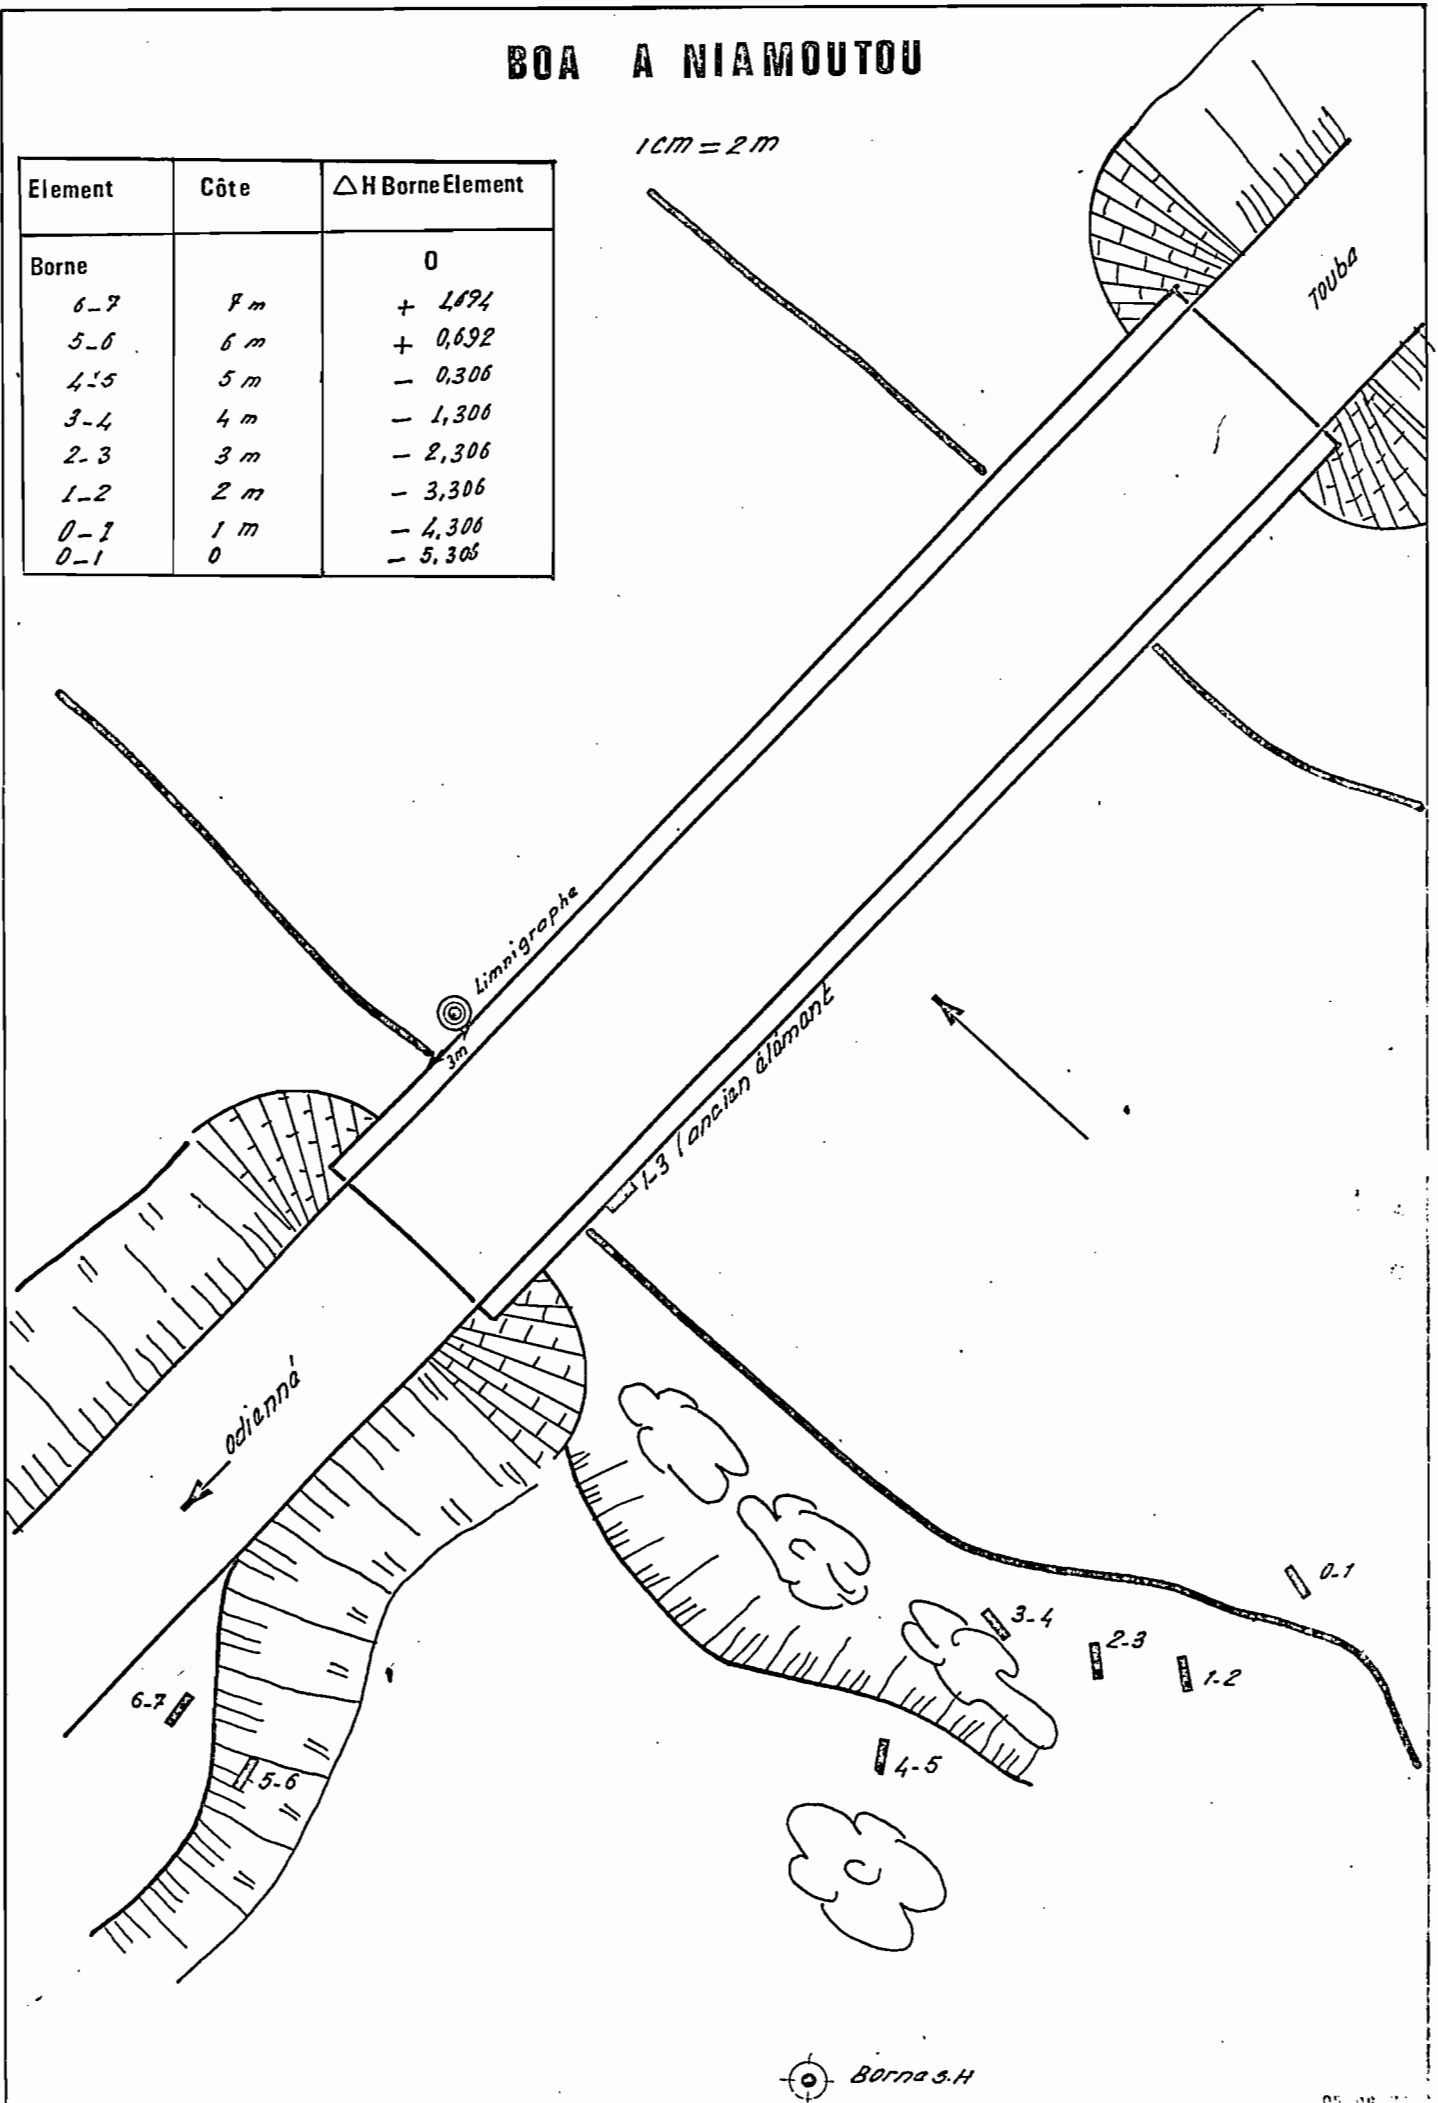 BOA A NIAMOUTOU
1cm = 2 m
Element Côte △H Borne Element
Borne 0
6-7 7 m + 1,694
5-6 6 m + 0,692
4-5 5 m - 0,306
3-4 4 m - 1,306
2-3 3 m - 2,306
1-2 2 m - 3,306
0-1 1 m - 4,306
0-1 0 - 5,306
Touba
Limnigraphe
3m
1-3 (ancien élément
Odienné
0-1
3-4
2-3
1-2
6-7
4-5
5-6
Borne S.H